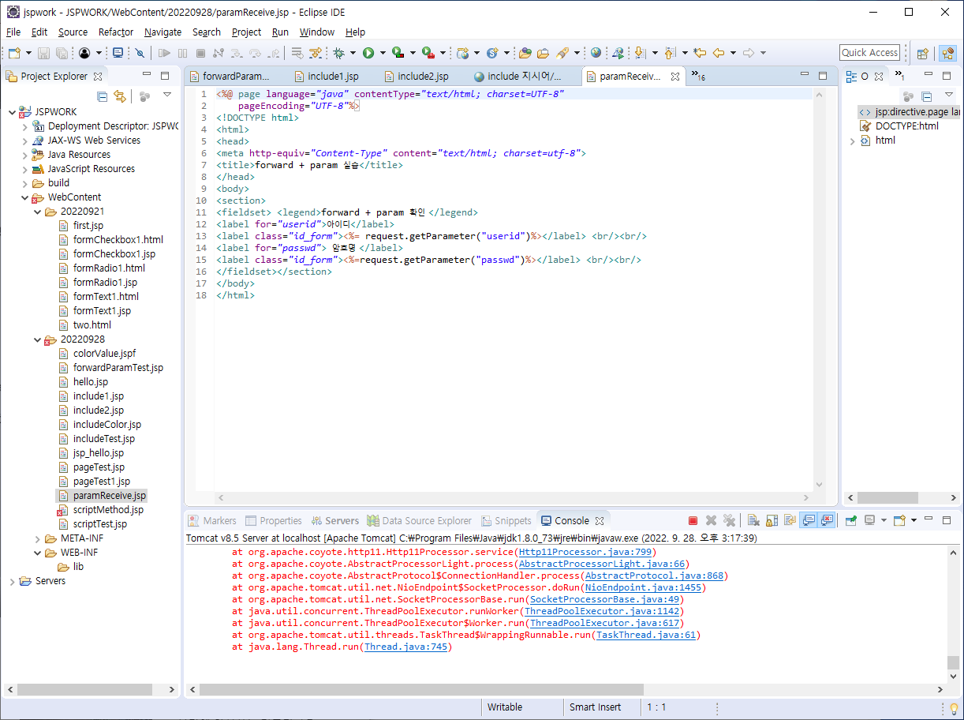 jspwork - JSPWORK/WebContent/20220928/paramReceive.jsp - Eclipse IDE
File Edit Source Refactor Navigate Search Project Run Window Help
Quick Access
Project Explorer
JSPWORK
Deployment Descriptor: JSPWO
JAX-WS Web Services
Java Resources
JavaScript Resources
build
WebContent
20220921
first.jsp
formCheckbox1.html
formCheckbox1.jsp
formRadio1.html
formRadio1.jsp
formText1.html
formText1.jsp
two.html
20220928
colorValue.jspf
forwardParamTest.jsp
hello.jsp
include1.jsp
include2.jsp
includeColor.jsp
includeTest.jsp
jsp_hello.jsp
pageTest.jsp
pageTest1.jsp
paramReceive.jsp
scriptMethod.jsp
scriptTest.jsp
META-INF
WEB-INF
lib
Servers
forwardParam... include1.jsp include2.jsp include 지시어/... paramReceiv... »16
1 <%@ page language="java" contentType="text/html; charset=UTF-8"
2 pageEncoding="UTF-8"%>
3 <!DOCTYPE html>
4 <html>
5 <head>
6 <meta http-equiv="Content-Type" content="text/html; charset=utf-8">
7 <title>forward + param 실습</title>
8 </head>
9 <body>
10 <section>
11 <fieldset> <legend>forward + param 확인 </legend>
12 <label for="userid">아이디</label>
13 <label class="id_form"><%= request.getParameter("userid")%></label> <br/><br/>
14 <label for="passwd"> 암호명 </label>
15 <label class="id_form"><%=request.getParameter("passwd")%></label> <br/><br/>
16 </fieldset></section>
17 </body>
18 </html>
O »1
jsp:directive.page lan
DOCTYPE:html
html
Markers Properties Servers Data Source Explorer Snippets Console
Tomcat v8.5 Server at localhost [Apache Tomcat] C:₩Program Files₩Java₩jdk1.8.0_73₩jre₩bin₩javaw.exe (2022. 9. 28. 오후 3:17:39)
at org.apache.coyote.http11.Http11Processor.service(Http11Processor.java:799)
at org.apache.coyote.AbstractProcessorLight.process(AbstractProcessorLight.java:66)
at org.apache.coyote.AbstractProtocol$ConnectionHandler.process(AbstractProtocol.java:868)
at org.apache.tomcat.util.net.NioEndpoint$SocketProcessor.doRun(NioEndpoint.java:1455)
at org.apache.tomcat.util.net.SocketProcessorBase.run(SocketProcessorBase.java:49)
at java.util.concurrent.ThreadPoolExecutor.runWorker(ThreadPoolExecutor.java:1142)
at java.util.concurrent.ThreadPoolExecutor$Worker.run(ThreadPoolExecutor.java:617)
at org.apache.tomcat.util.threads.TaskThread$WrappingRunnable.run(TaskThread.java:61)
at java.lang.Thread.run(Thread.java:745)
Writable Smart Insert 1 : 1